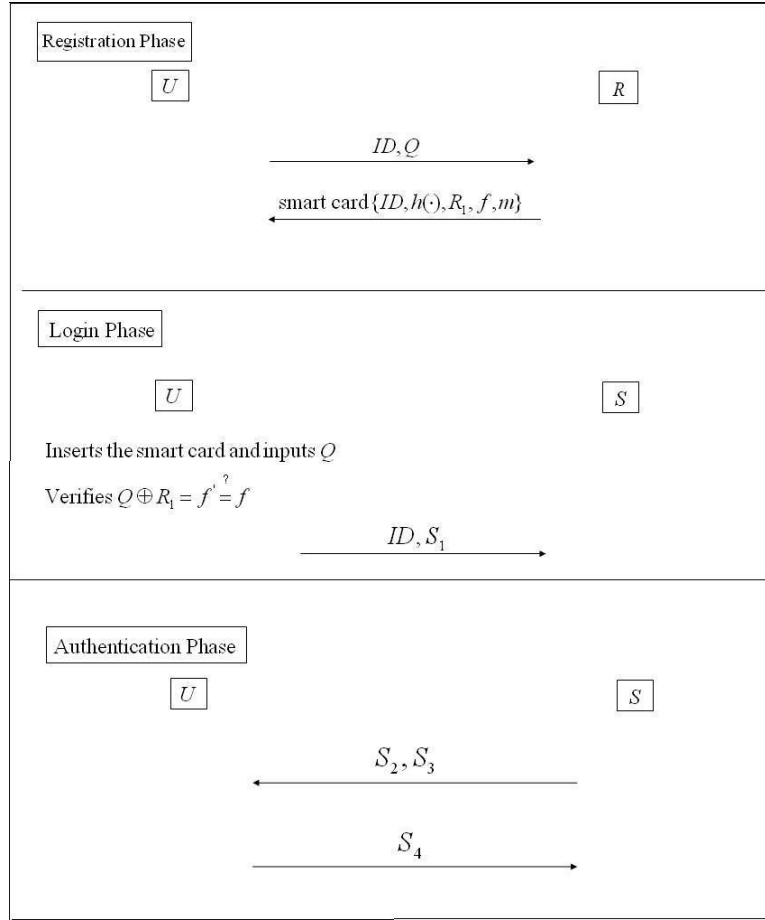 Registration Phase
U R
ID, Q
smart card {ID, h(·), R₁, f, m}
Login Phase
U S
Inserts the smart card and inputs Q
Verifies Q ⊕ R₁ = f' ≟ f
ID, S₁
Authentication Phase
U S
S₂, S₃
S₄